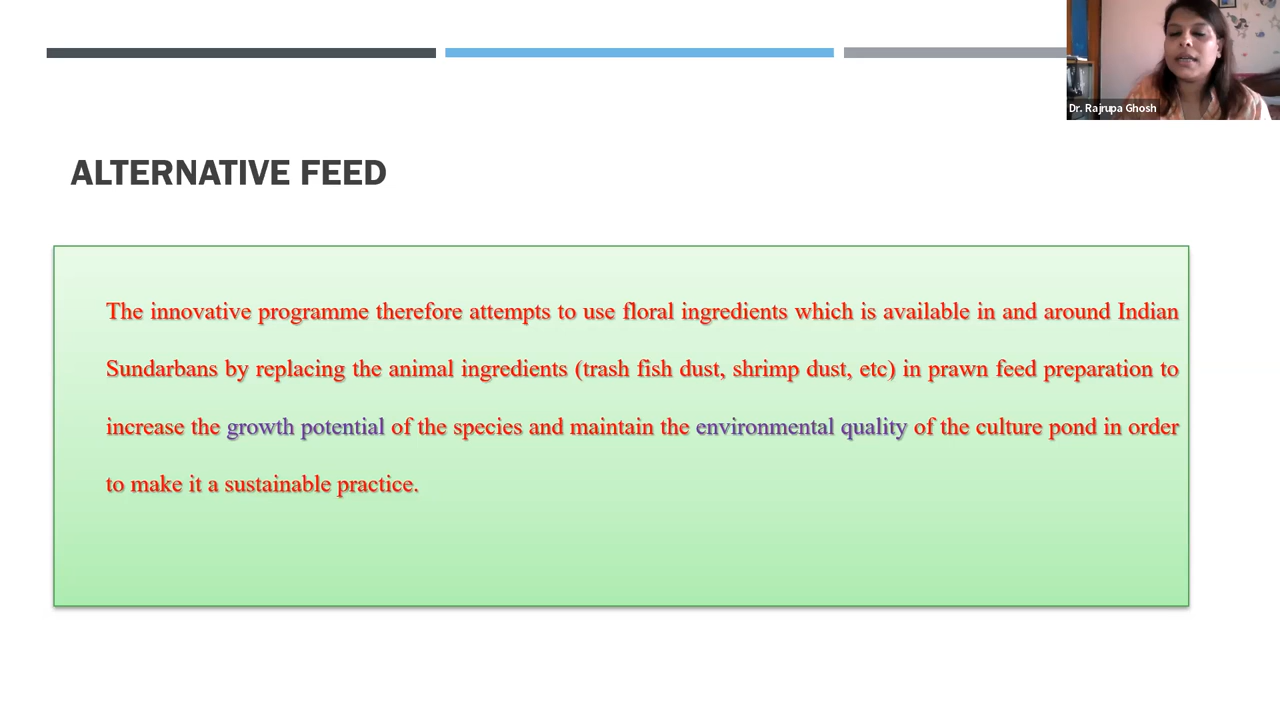 Dr. Rajrupa Ghosh
ALTERNATIVE FEED
The innovative programme therefore attempts to use floral ingredients which is available in and around Indian
Sundarbans by replacing the animal ingredients (trash fish dust, shrimp dust, etc) in prawn feed preparation to
increase the growth potential of the species and maintain the environmental quality of the culture pond in order
to make it a sustainable practice.